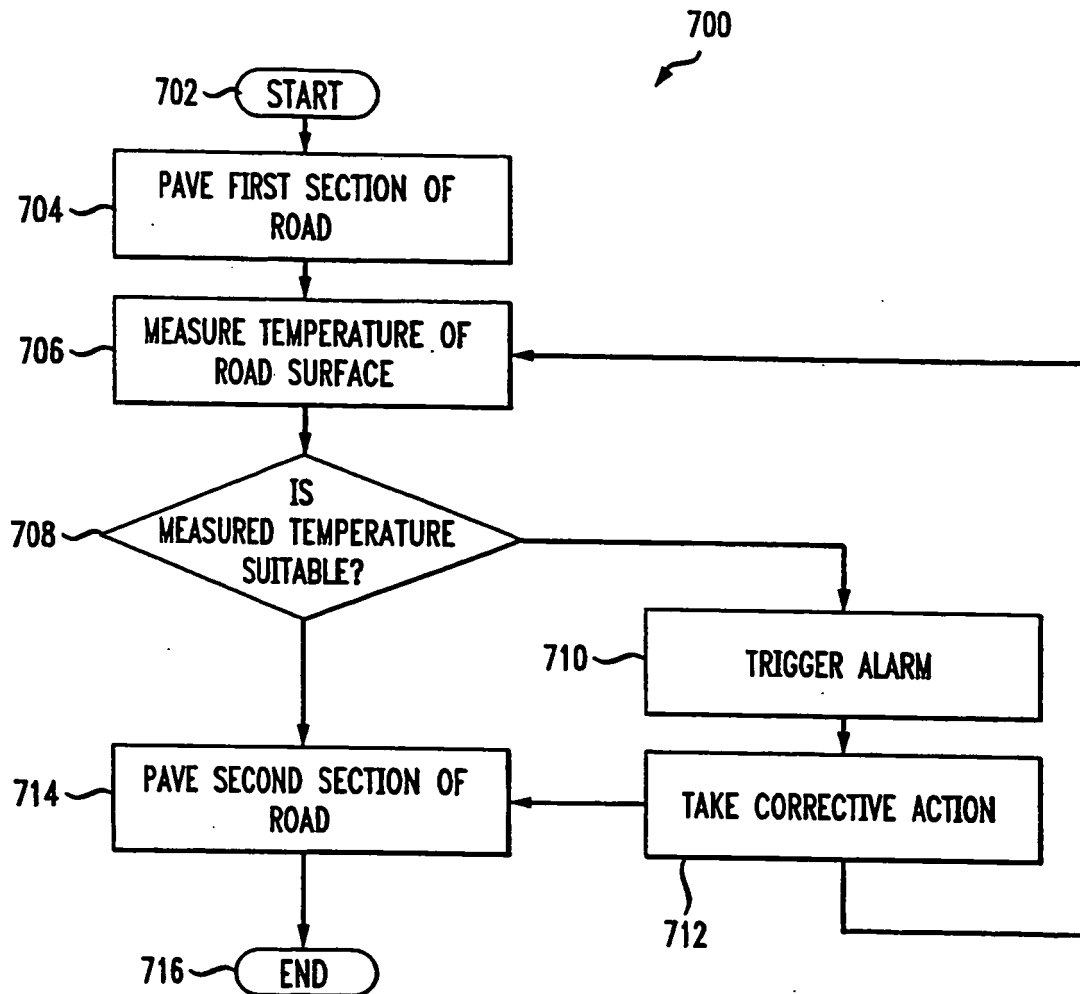 700
702
START
PAVE FIRST SECTION OF
ROAD
704
MEASURE TEMPERATURE OF
ROAD SURFACE
706
IS
MEASURED TEMPERATURE
SUITABLE?
708
TRIGGER ALARM
710
TAKE CORRECTIVE ACTION
712
PAVE SECOND SECTION OF
ROAD
714
716
END